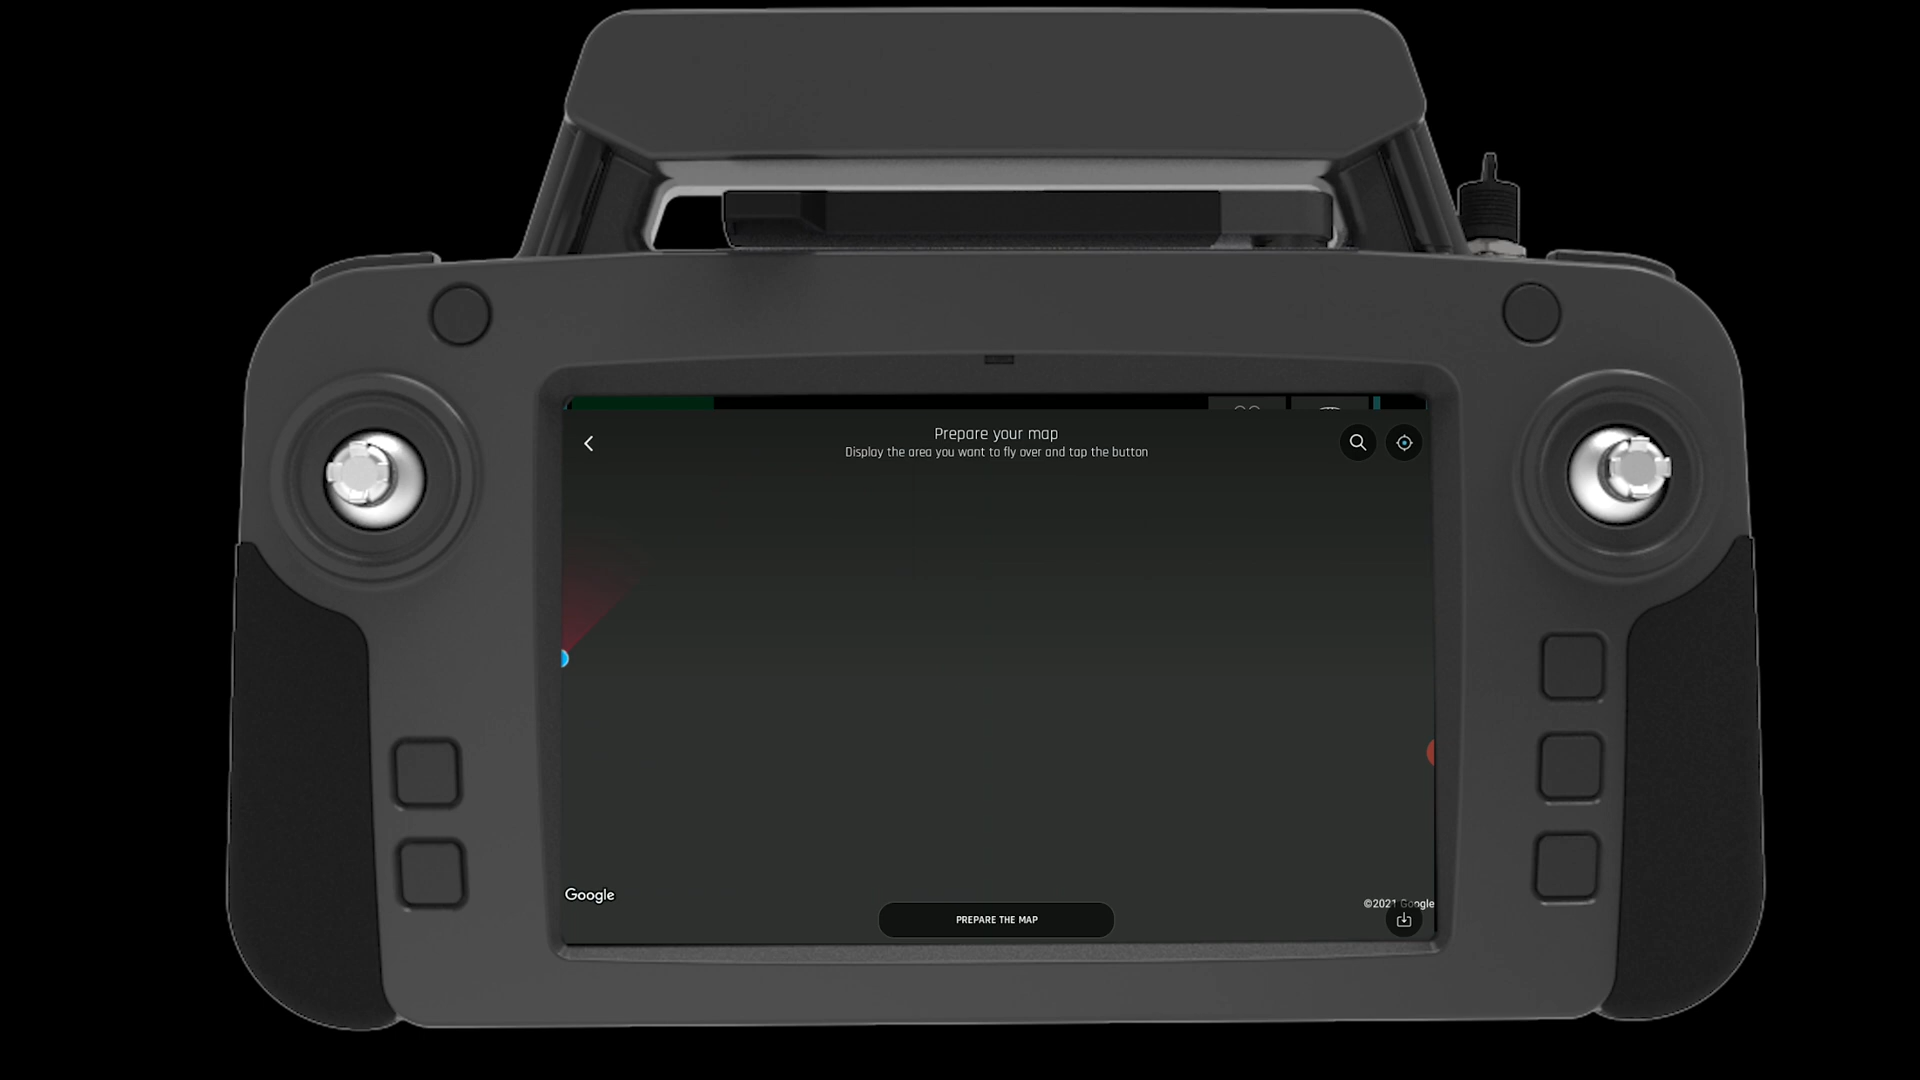 Prepare your map
Display the area you want to fly over and tap the button
Google
©2021 Google
PREPARE THE MAP